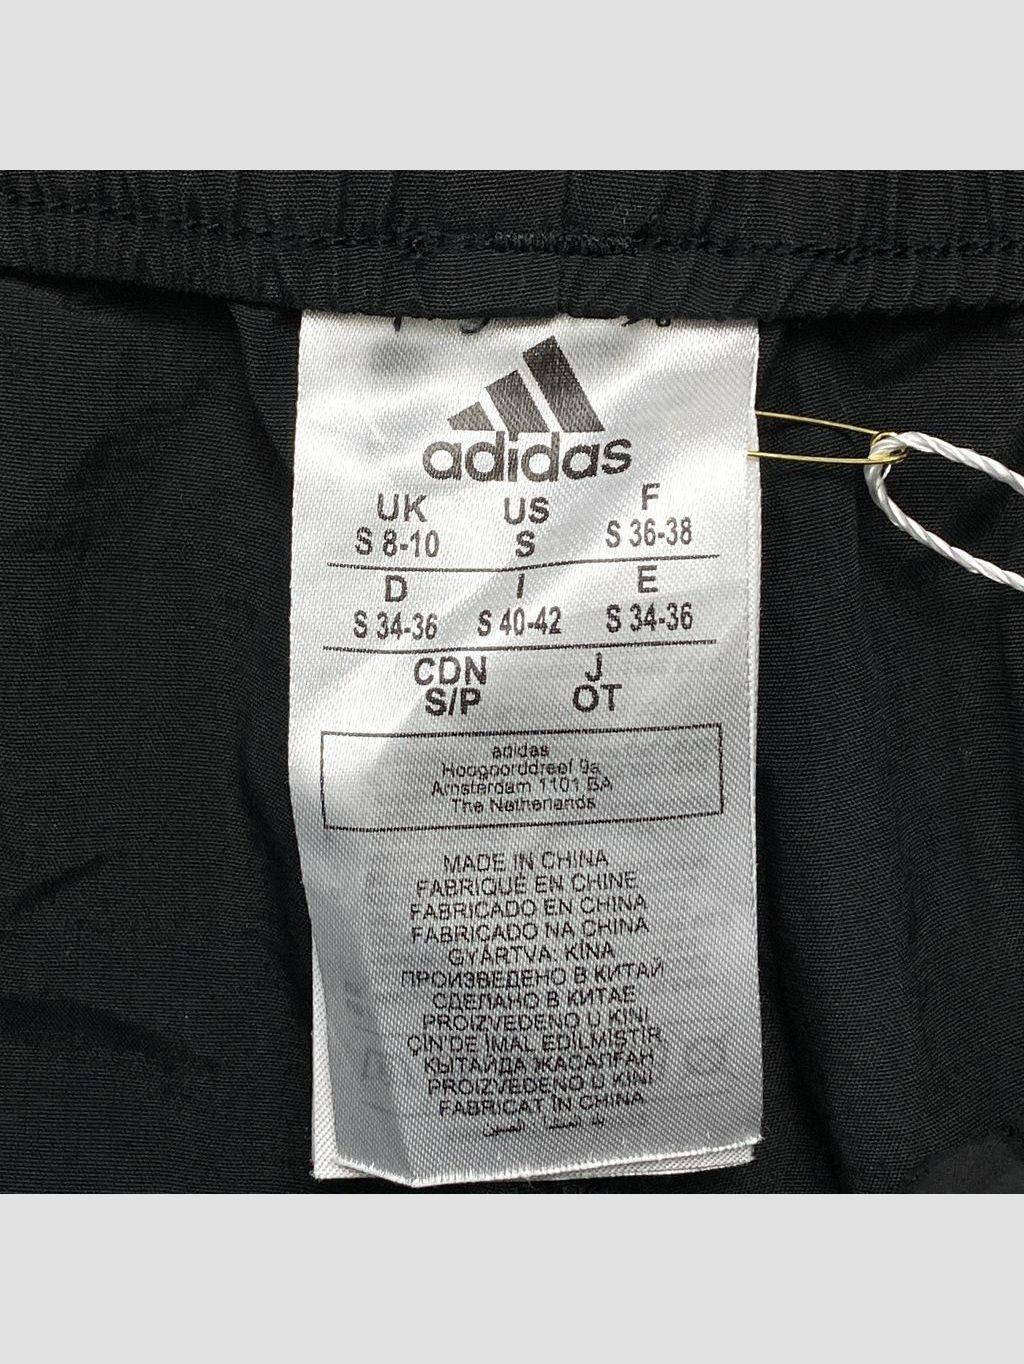 adidas
UK US F
S 8-10 S S 36-38
D I E
S 34-36 S 40-42 S 34-36
CDN J
S/P OT
adidas
Hoogoorddreef 9a
Amsterdam 1101 BA
The Netherlands
MADE IN CHINA
FABRIQUÉ EN CHINE
FABRICADO EN CHINA
FABRICADO NA CHINA
GYÁRTVA: KÍNA
ПРОИЗВЕДЕНО В КИТАЙ
СДЕЛАНО В КИТАЕ
PROIZVEDENO U KINI
ÇİN'DE İMAL EDİLMİŞTİR
ҚЫТАЙДА ЖАСАЛҒАН
PROIZVEDENO U KINI
FABRICAT ÎN CHINA